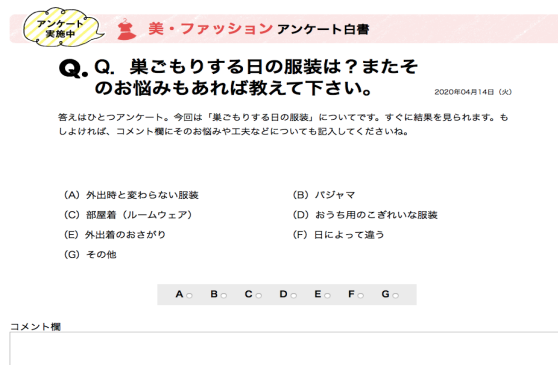 アンケート
実施中
美・ファッション アンケート白書
Q. Q. 巣ごもりする日の服装は？またそ
のお悩みもあれば教えて下さい。
2020年04月14日（火）
答えはひとつアンケート。今回は「巣ごもりする日の服装」についてです。すぐに結果を見られます。も
しよければ、コメント欄にそのお悩みや工夫などについても記入してくださいね。
（A）外出時と変わらない服装 （B）パジャマ
（C）部屋着（ルームウェア） （D）おうち用のこぎれいな服装
（E）外出着のおさがり （F）日によって違う
（G）その他
A B C D E F G
コメント欄